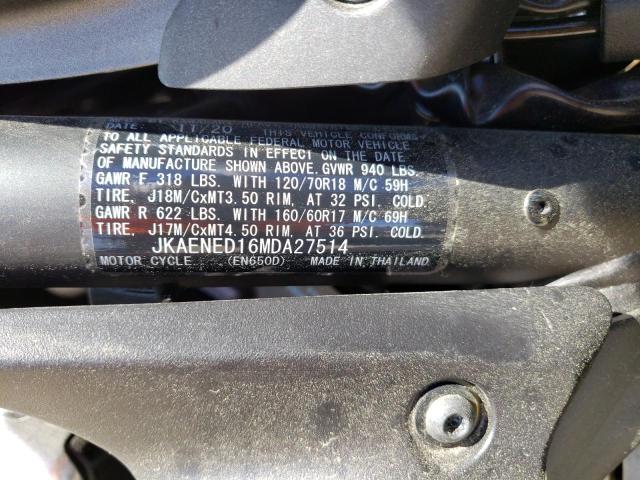 DATE: 11/20 THIS VEHICLE CONFORMS
TO ALL APPLICABLE FEDERAL MOTOR VEHICLE
SAFETY STANDARDS IN EFFECT ON THE DATE
OF MANUFACTURE SHOWN ABOVE. GVWR 940 LBS.
GAWR F 318 LBS. WITH 120/70R18 M/C 59H
TIRE, J18M/CxMT3.50 RIM, AT 32 PSI. COLD.
GAWR R 622 LBS. WITH 160/60R17 M/C 69H
TIRE, J17M/CxMT4.50 RIM, AT 36 PSI. COLD.
JKAENED16MDA27514
MOTOR CYCLE (EN650D) MADE IN THAILAND